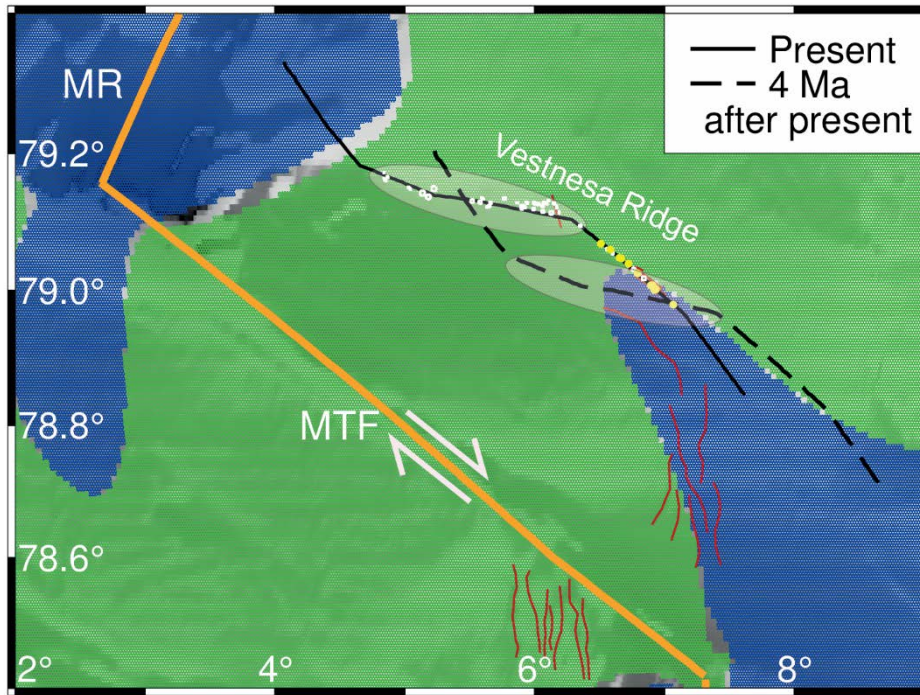 Present
4 Ma
after present
MR
79.2°
Vestnesa Ridge
79.0°
78.8°
MTF
78.6°
2°
4°
6°
8°